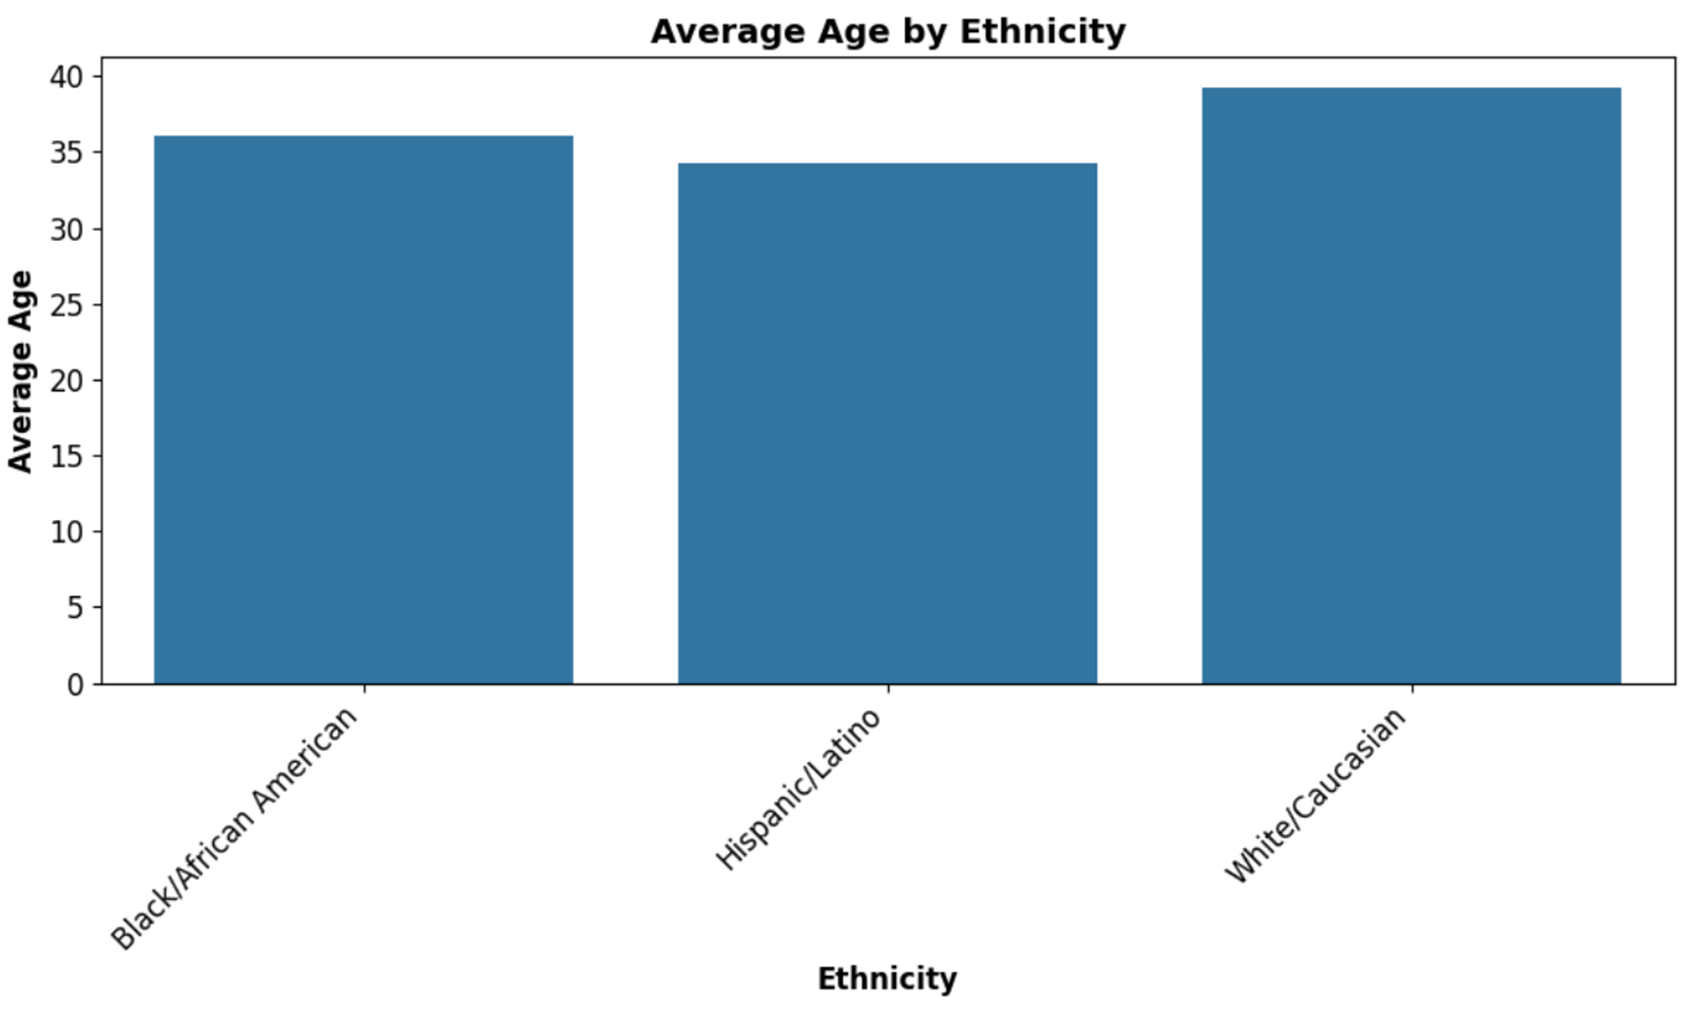 Average Age by Ethnicity
40
35
30
25
20
15
10
5
0
Average Age
Black/African American
Hispanic/Latino
White/Caucasian
Ethnicity